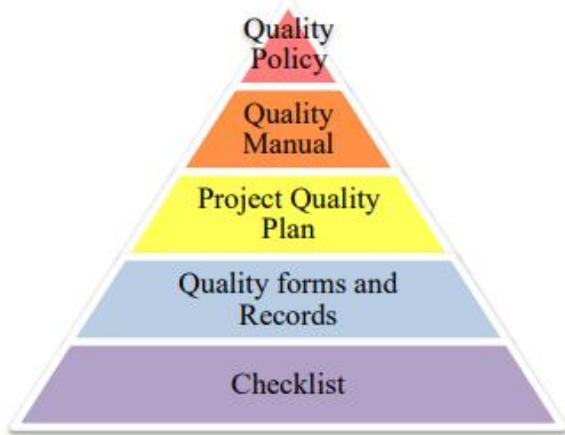 Quality
Policy
Quality
Manual
Project Quality
Plan
Quality forms and
Records
Checklist